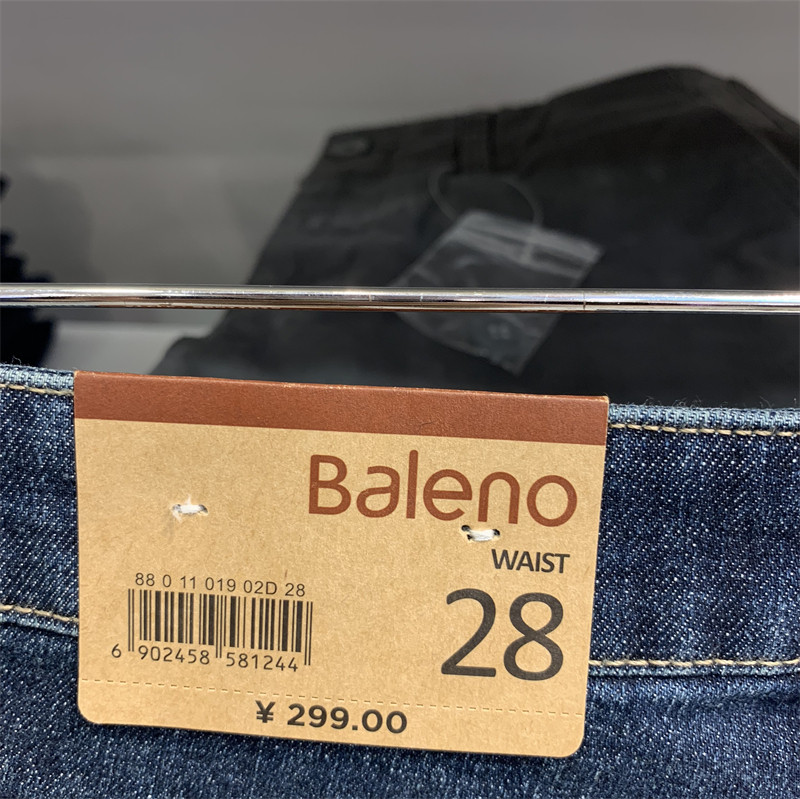 Baleno
WAIST
28
88 0 11 019 02D 28
6 902458 581244
¥ 299.00